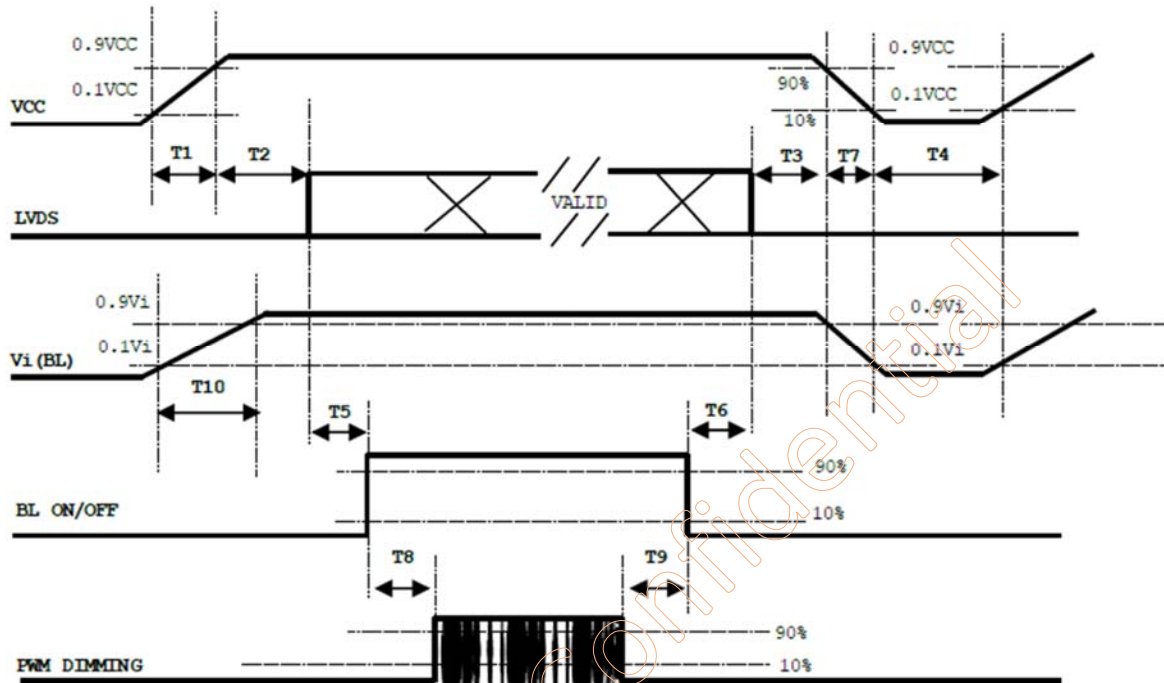 0.9VCC
0.9VCC
90%
0.1VCC
0.1VCC
VCC
10%
T1
T2
T3
T7
T4
VALID
LVDS
0.9Vi
0.9Vi
0.1Vi
0.1Vi
Vi(BL)
T10
T5
T6
90%
BL ON/OFF
10%
T8
T9
90%
PWM DIMMING
10%
Confidential